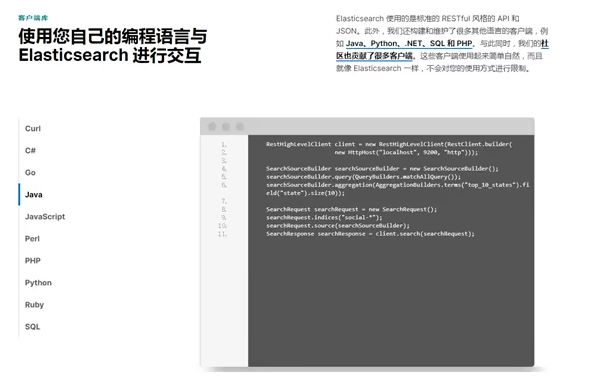 客户端库
使用您自己的编程语言与
Elasticsearch 进行交互
Elasticsearch 使用的是标准的 RESTful 风格的 API 和
JSON。此外，我们还构建和维护了很多其他语言的客户端，例
如 Java、Python、.NET、SQL 和 PHP。与此同时，我们的社
区也贡献了很多客户端。这些客户端使用起来简单自然，而且
就像 Elasticsearch 一样，不会对您的使用方式进行限制。
Curl
C#
Go
Java
JavaScript
Perl
PHP
Python
Ruby
SQL
1. RestHighLevelClient client = new RestHighLevelClient(RestClient.builder(
2. new HttpHost("localhost", 9200, "http")));
3.
4. SearchSourceBuilder searchSourceBuilder = new SearchSourceBuilder();
5. searchSourceBuilder.query(QueryBuilders.matchAllQuery());
6. searchSourceBuilder.aggregation(AggregationBuilders.terms("top_10_states").fi
eld("state").size(10));
7.
8. SearchRequest searchRequest = new SearchRequest();
9. searchRequest.indices("social-*");
10. searchRequest.source(searchSourceBuilder);
11. SearchResponse searchResponse = client.search(searchRequest);